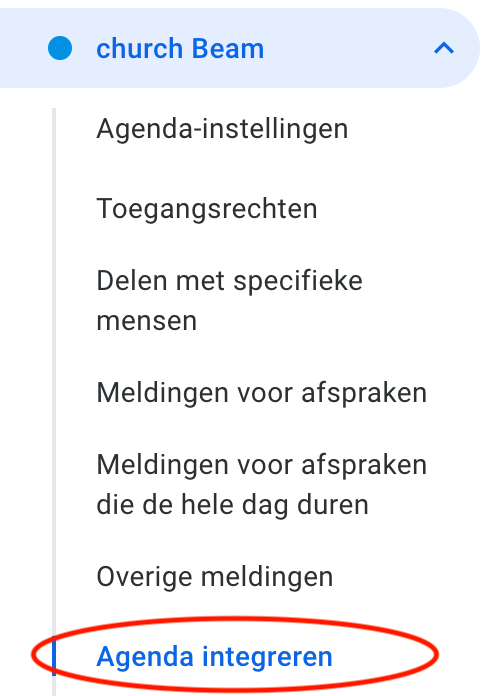 church Beam
Agenda-instellingen
Toegangsrechten
Delen met specifieke
mensen
Meldingen voor afspraken
Meldingen voor afspraken
die de hele dag duren
Overige meldingen
Agenda integreren